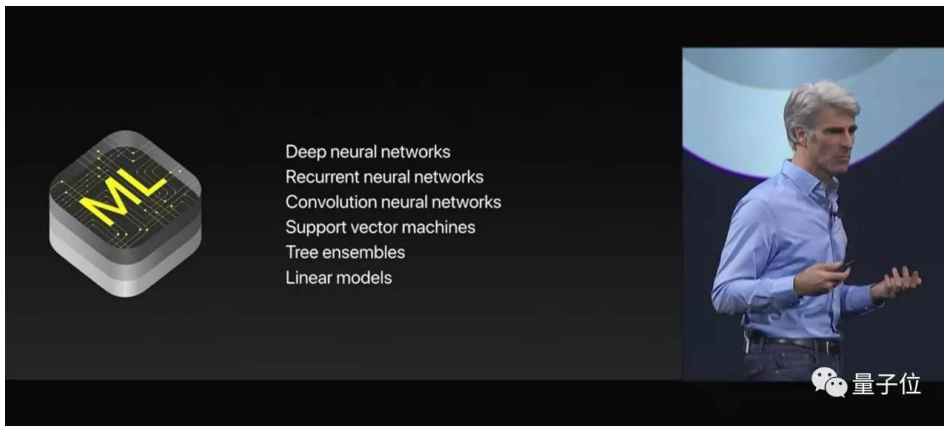 ML
Deep neural networks
Recurrent neural networks
Convolution neural networks
Support vector machines
Tree ensembles
Linear models
量子位